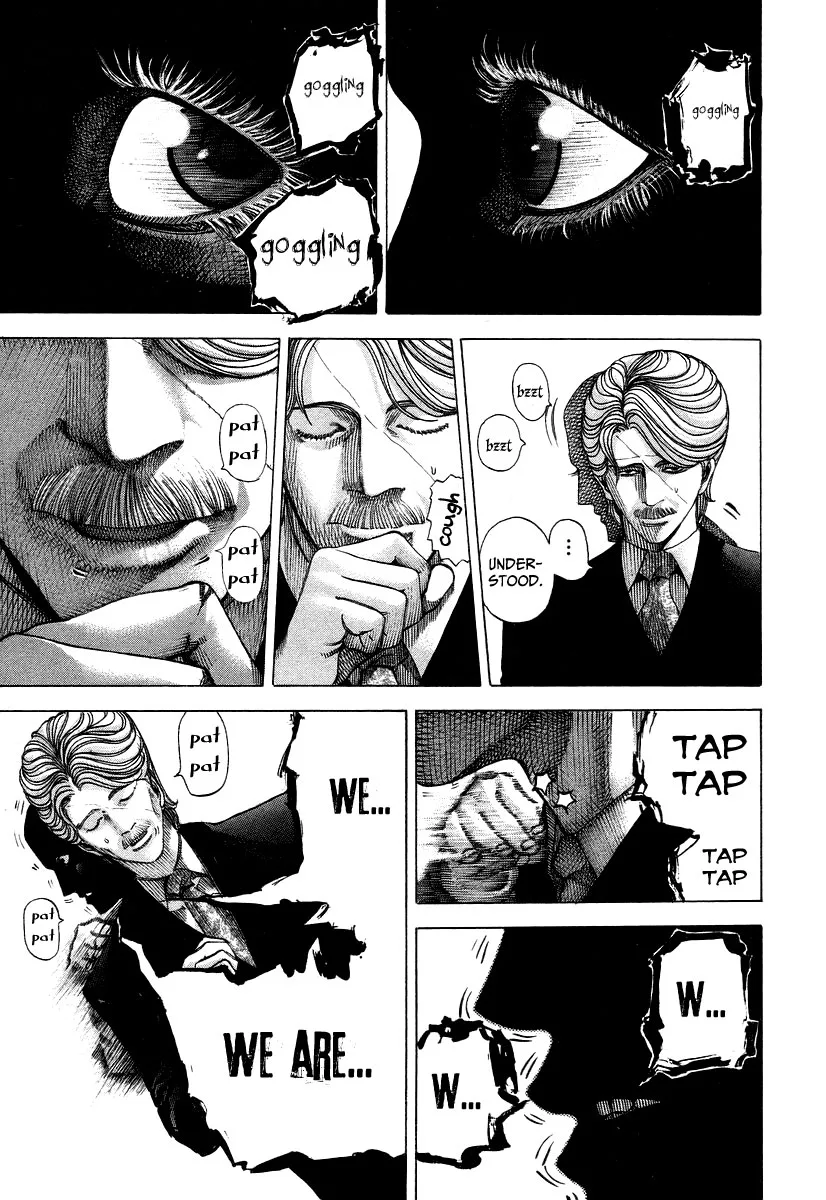 goggling
goggling
goggling
bzzt
bzzt
...
UNDER-
STOOD.
cough
pat
pat
pat
pat
TAP
TAP
TAP
TAP
W...
W...
pat
pat
WE...
pat
pat
WE ARE...